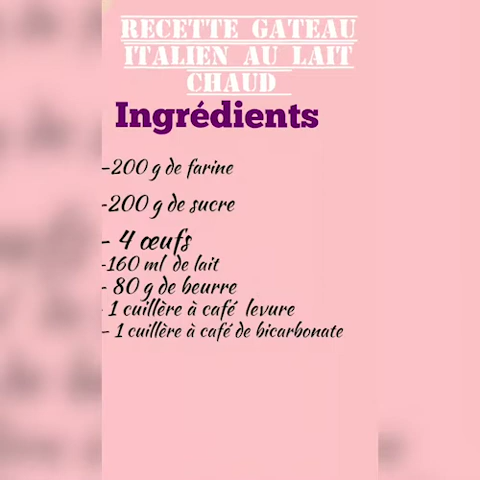 RECETTE GATEAU
ITALIEN AU LAIT
CHAUD
Ingrédients
-200 g de farine
-200 g de sucre
- 4 œufs
-160 ml de lait
- 80 g de beurre
- 1 cuillère à café levure
- 1 cuillère à café de bicarbonate